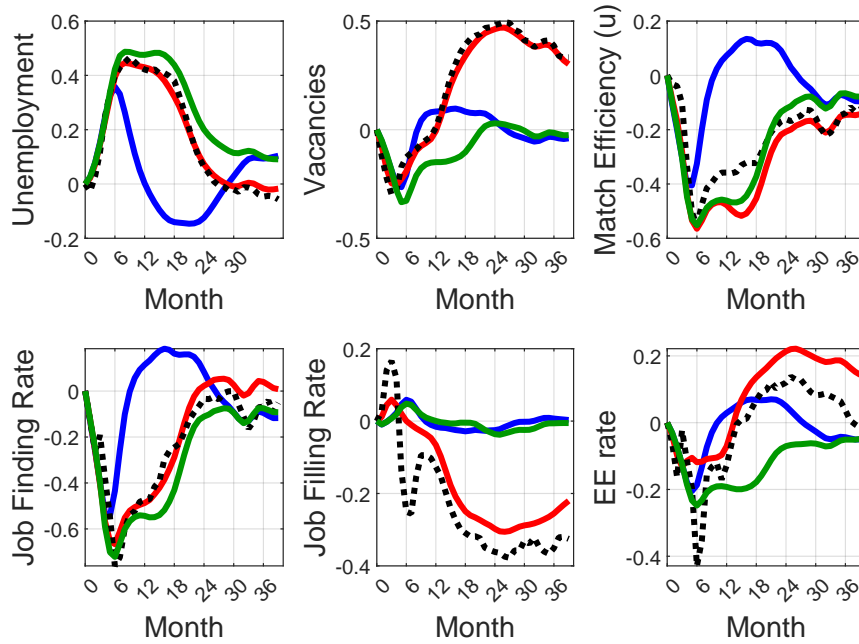 Unemployment
0.6
0.4
0.2
0
-0.2
0 6 12 18 24 30
Month
Vacancies
0.5
0
-0.5
0 6 12 18 24 30 36
Month
Match Efficiency (u)
0
-0.2
-0.4
-0.6
0 6 12 18 24 30 36
Month
Job Finding Rate
0
-0.2
-0.4
-0.6
0 6 12 18 24 30 36
Month
Job Filling Rate
0.2
0
-0.2
-0.4
0 6 12 18 24 30 36
Month
EE rate
0.2
0
-0.2
-0.4
0 6 12 18 24 30 36
Month